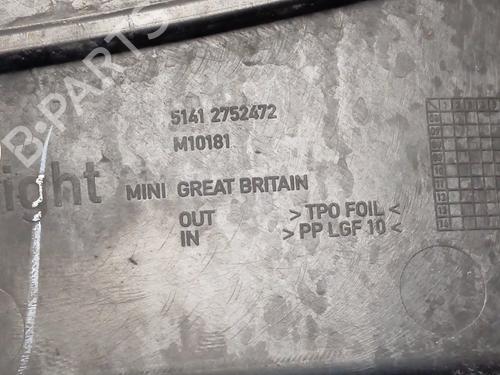 B-PARTS
5141 2752472
M10181
ight
MINI GREAT BRITAIN
OUT > TPO FOIL <
IN > PP LGF 10 <